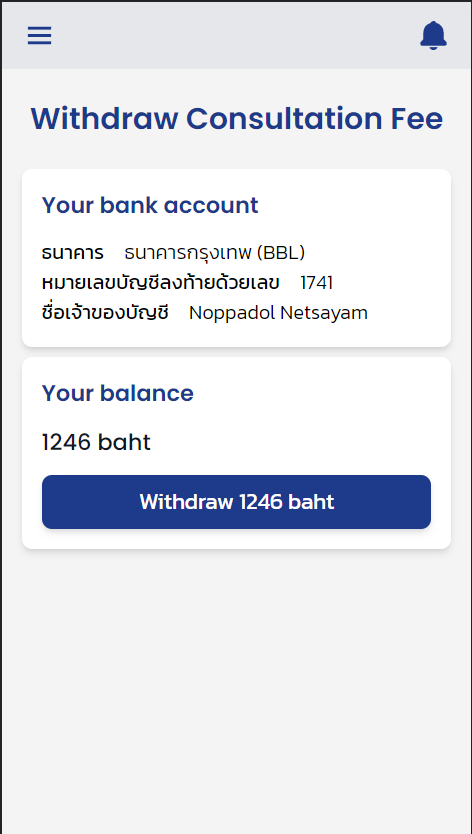 Withdraw Consultation Fee
Your bank account
ธนาคาร ธนาคารกรุงเทพ (BBL)
หมายเลขบัญชีลงท้ายด้วยเลข 1741
ชื่อเจ้าของบัญชี Noppadol Netsayam
Your balance
1246 baht
Withdraw 1246 baht